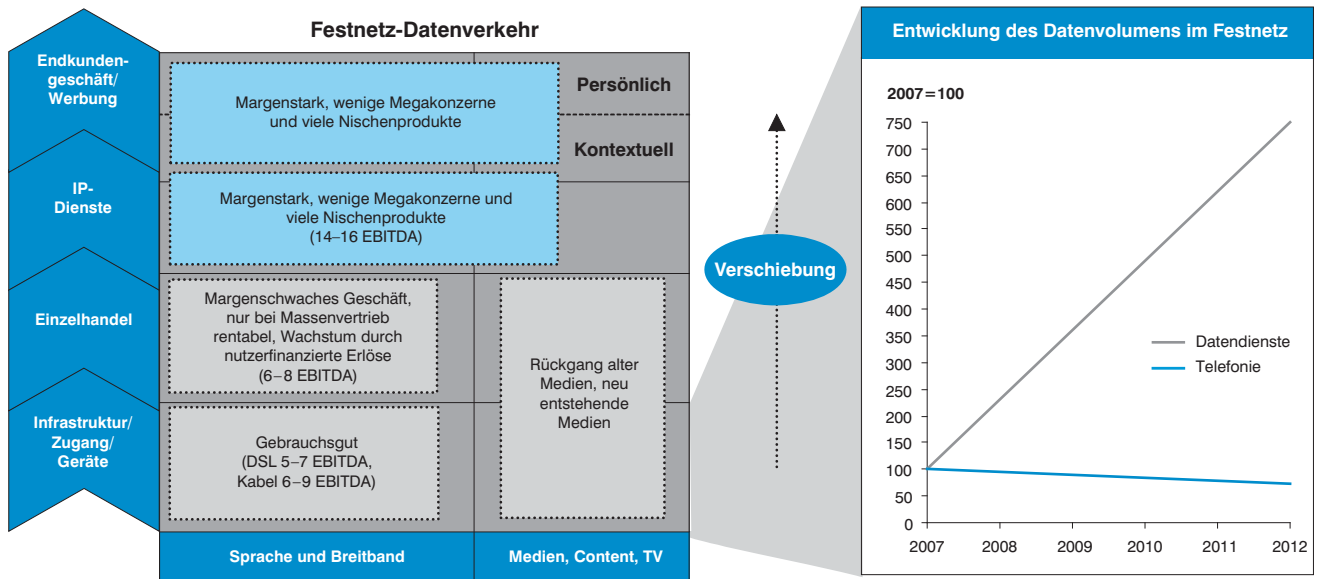 Festnetz-Datenverkehr
Endkunden-
geschäft/
Werbung
IP-
Dienste
Einzelhandel
Infrastruktur/
Zugang/
Geräte
Margenstark, wenige Megakonzerne
und viele Nischenprodukte
Persönlich
Kontextuell
Margenstark, wenige Megakonzerne und
viele Nischenprodukte
(14–16 EBITDA)
Margenschwaches Geschäft,
nur bei Massenvertrieb
rentabel, Wachstum durch
nutzerfinanzierte Erlöse
(6–8 EBITDA)
Rückgang alter
Medien, neu
entstehende
Medien
Gebrauchsgut
(DSL 5–7 EBITDA,
Kabel 6–9 EBITDA)
Sprache und Breitband
Medien, Content, TV
Verschiebung
Entwicklung des Datenvolumens im Festnetz
2007=100
750
700
650
600
550
500
450
400
350
300
250
200
150
100
50
0
Datendienste
Telefonie
2007 2008 2009 2010 2011 2012